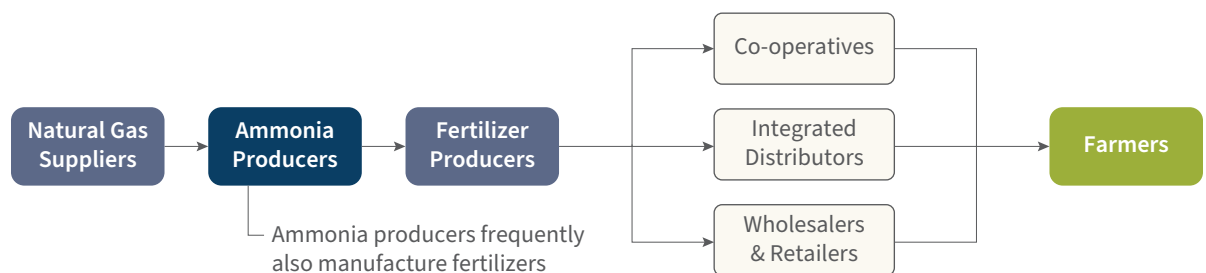 Natural Gas
Suppliers
Ammonia
Producers
Fertilizer
Producers
Co-operatives
Integrated
Distributors
Wholesalers
& Retailers
Farmers
Ammonia producers frequently
also manufacture fertilizers